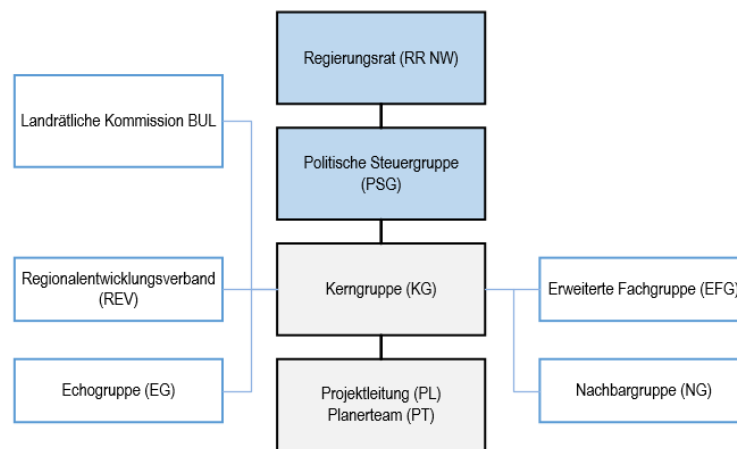 Regierungsrat (RR NW)
Landrätliche Kommission BUL
Politische Steuergruppe
(PSG)
Regionalentwicklungsverband
(REV)
Kerngruppe (KG)
Erweiterte Fachgruppe (EFG)
Echogruppe (EG)
Projektleitung (PL)
Planerteam (PT)
Nachbargruppe (NG)